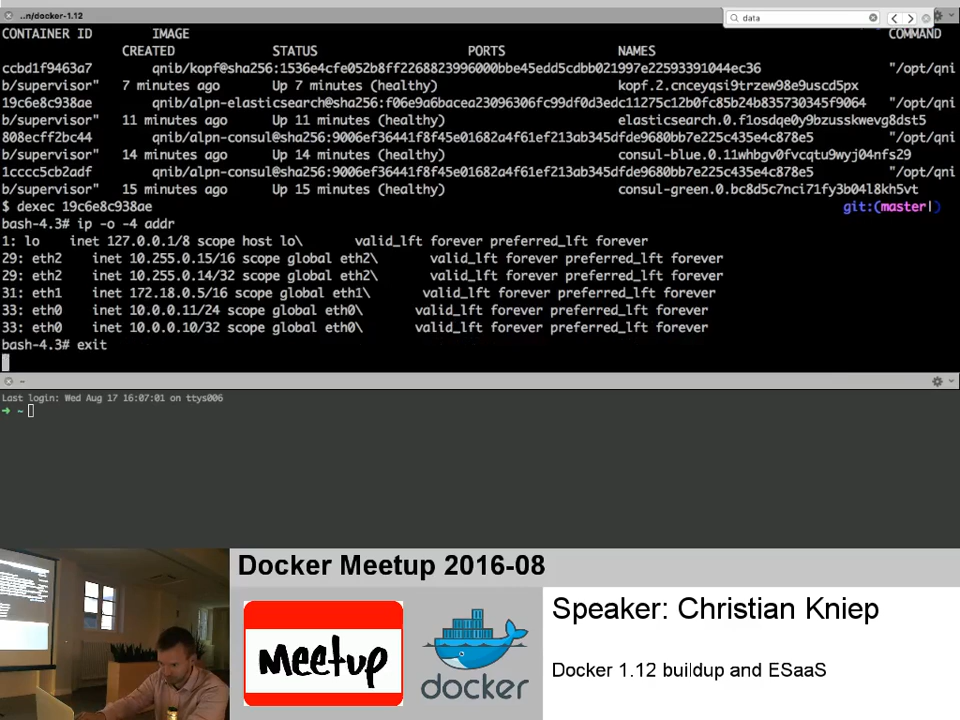 ..n/docker-1.12
data
CONTAINER ID IMAGE COMMAND
CREATED STATUS PORTS NAMES
ccbd1f9463a7 qnib/kopf@sha256:1536e4cfe052b8ff2268823996000bbe45edd5cdbb021997e22593391044ec36 "/opt/qni
b/supervisor" 7 minutes ago Up 7 minutes (healthy) kopf.2.cnceyqsi9trzew98e9uscd5px
19c6e8c938ae qnib/alpn-elasticsearch@sha256:f06e9a6bacea23096306fc99df0d3edc11275c12b0fc85b24b835730345f9064 "/opt/qni
b/supervisor" 11 minutes ago Up 11 minutes (healthy) elasticsearch.0.f1osdqe0y9bzusskwevg8dst5
808ecff2bc44 qnib/alpn-consul@sha256:9006ef36441f8f45e01682a4f61ef213ab345dfde9680bb7e225c435e4c878e5 "/opt/qni
b/supervisor" 14 minutes ago Up 14 minutes (healthy) consul-blue.0.11whbgv0fvcqtu9wyj04nfs29
1cccc5cb2adf qnib/alpn-consul@sha256:9006ef36441f8f45e01682a4f61ef213ab345dfde9680bb7e225c435e4c878e5 "/opt/qni
b/supervisor" 15 minutes ago Up 15 minutes (healthy) consul-green.0.bc8d5c7nci71fy3b04l8kh5vt
$ dexec 19c6e8c938ae git:(master|)
bash-4.3# ip -o -4 addr
1: lo inet 127.0.0.1/8 scope host lo\ valid_lft forever preferred_lft forever
29: eth2 inet 10.255.0.15/16 scope global eth2\ valid_lft forever preferred_lft forever
29: eth2 inet 10.255.0.14/32 scope global eth2\ valid_lft forever preferred_lft forever
31: eth1 inet 172.18.0.5/16 scope global eth1\ valid_lft forever preferred_lft forever
33: eth0 inet 10.0.0.11/24 scope global eth0\ valid_lft forever preferred_lft forever
33: eth0 inet 10.0.0.10/32 scope global eth0\ valid_lft forever preferred_lft forever
bash-4.3# exit
Last login: Wed Aug 17 16:07:01 on ttys006
➜ ~
Docker Meetup 2016-08
Meetup
docker
Speaker: Christian Kniep
Docker 1.12 buildup and ESaaS